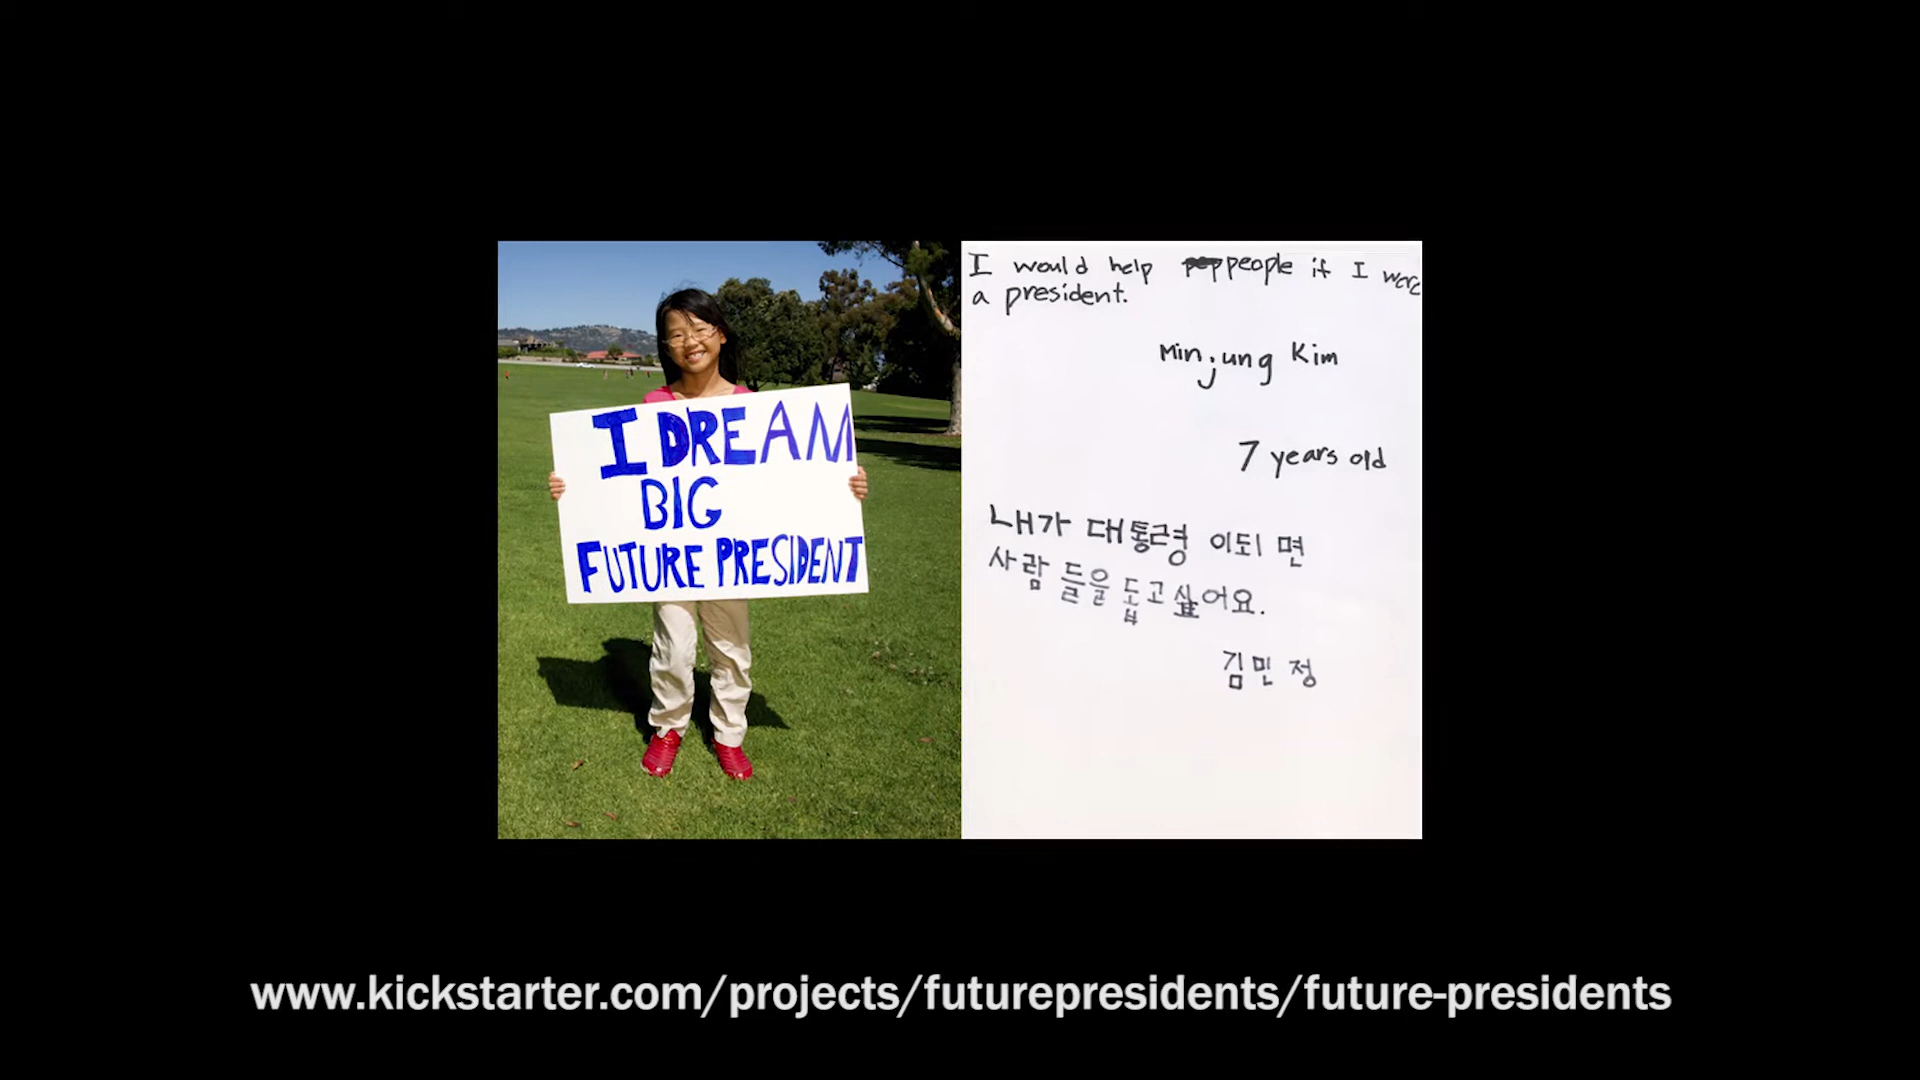 I DREAM
BIG
FUTURE PRESIDENT
I would help people if I were
a president.
Minjung Kim
7 years old
내가 대통령 이되 면
사람 들을 돕고 싶어요.
김민 정
www.kickstarter.com/projects/futurepresidents/future-presidents